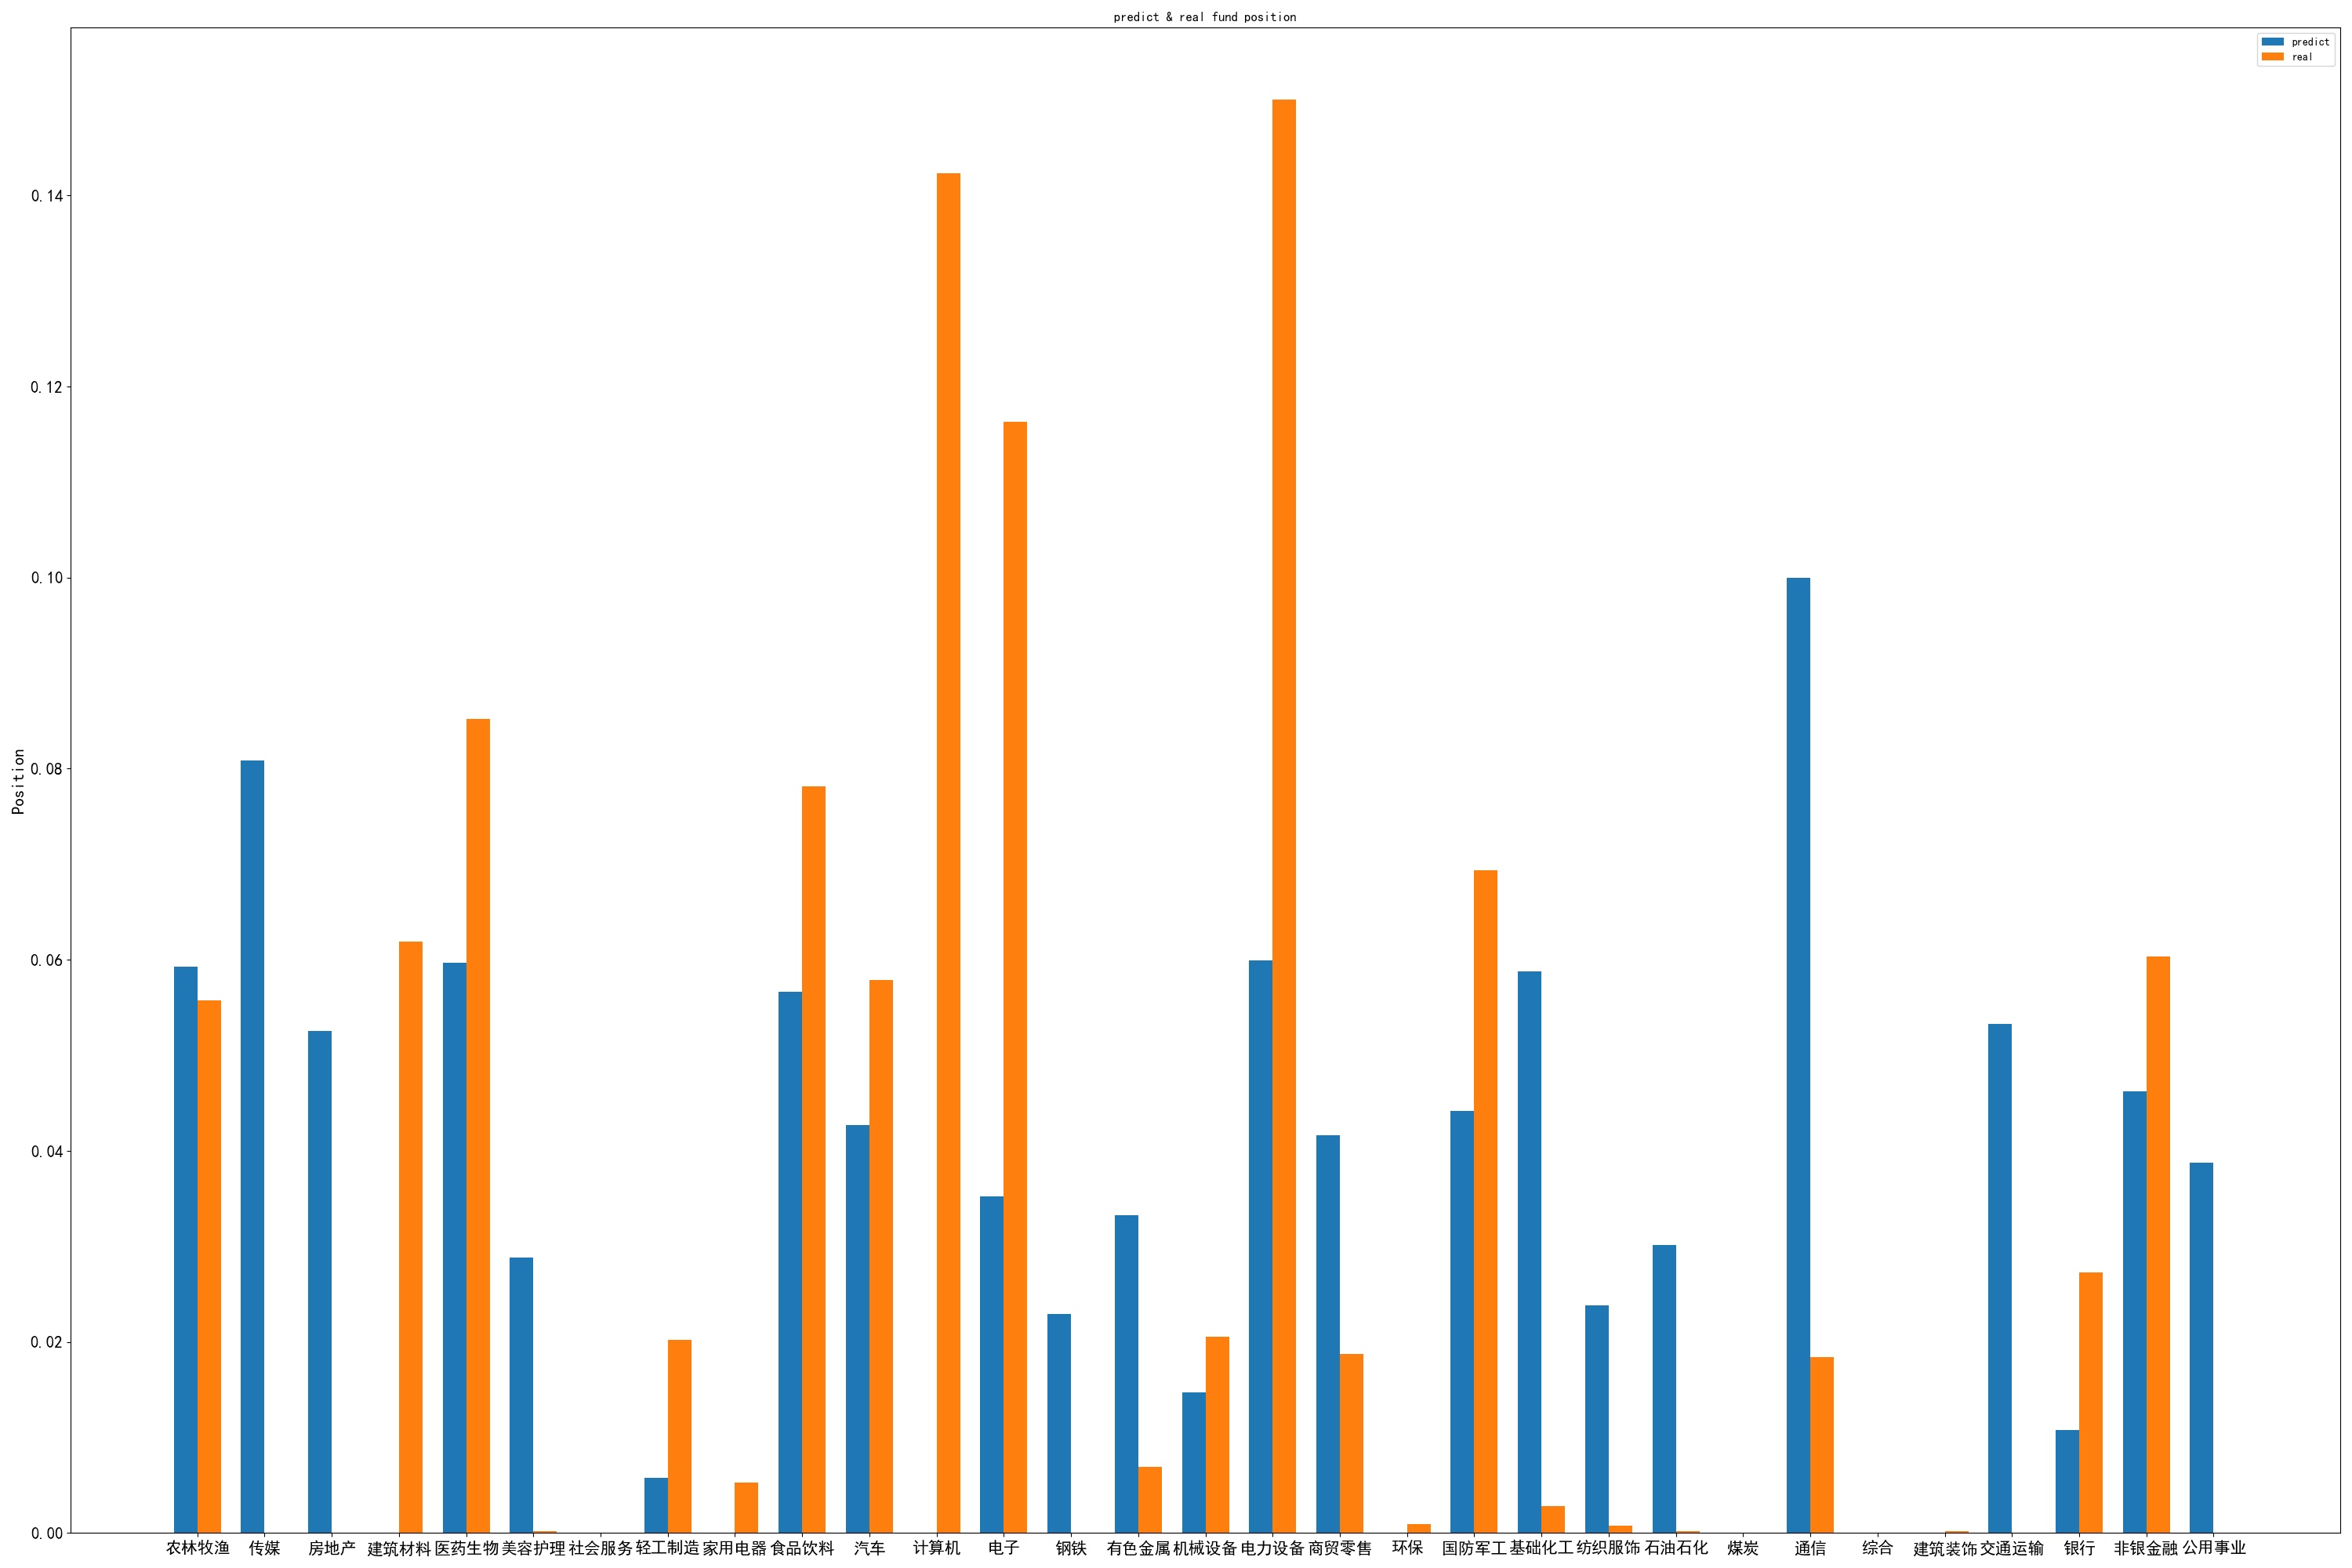 predict & real fund position
predict
real
Position
0.14
0.12
0.10
0.08
0.06
0.04
0.02
0.00
农林牧渔 传媒 房地产 建筑材料 医药生物 美容护理 社会服务 轻工制造 家用电器 食品饮料 汽车 计算机 电子 钢铁 有色金属 机械设备 电力设备 商贸零售 环保 国防军工 基础化工 纺织服饰 石油石化 煤炭 通信 综合 建筑装饰 交通运输 银行 非银金融 公用事业